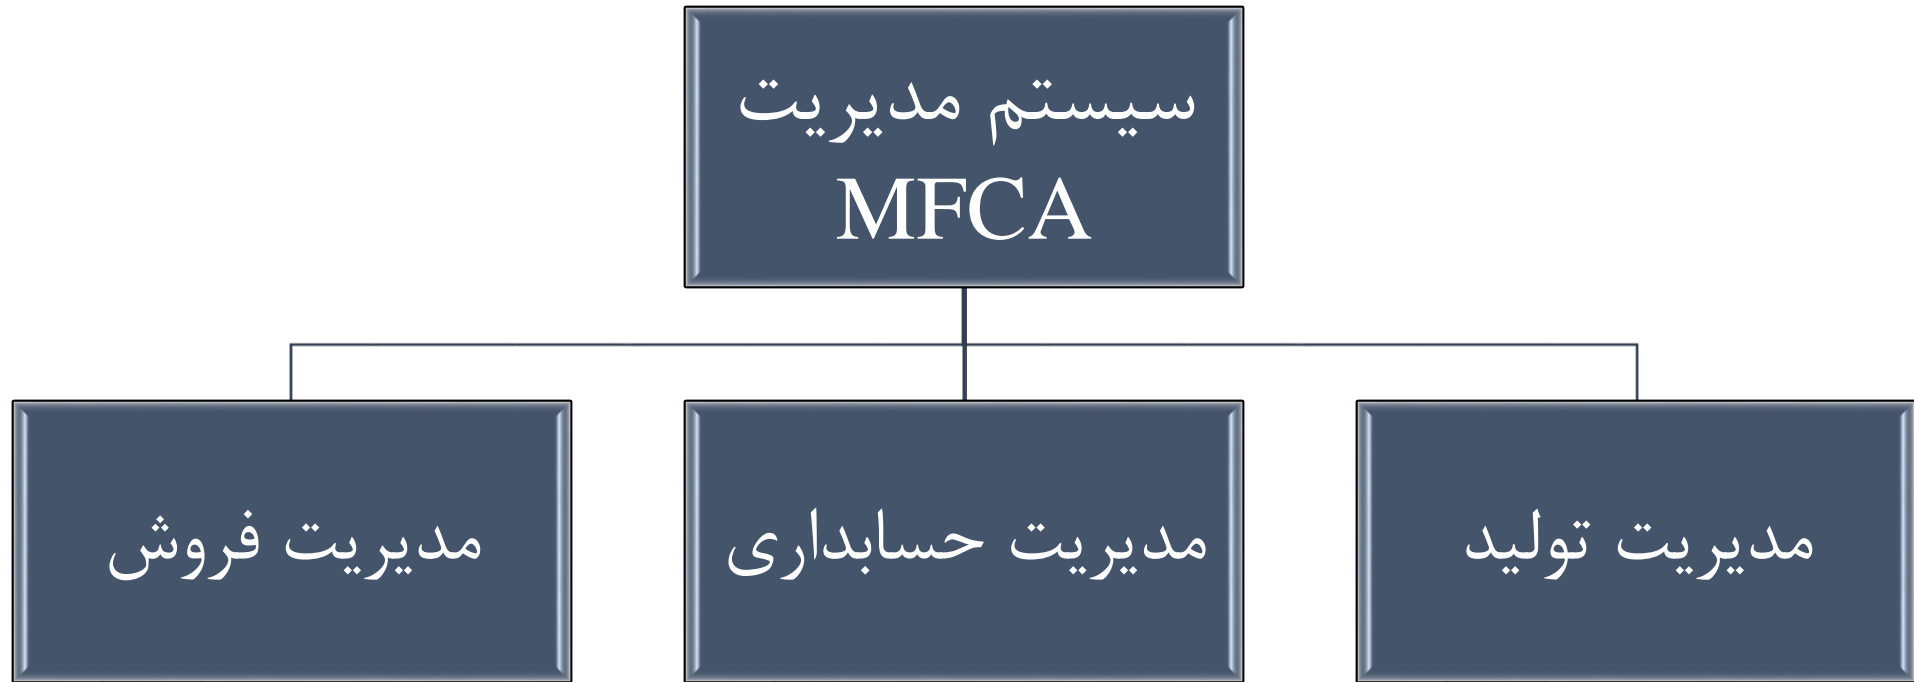 سیستم مدیریت
MFCA
مدیریت تولید
مدیریت حسابداری
مدیریت فروش